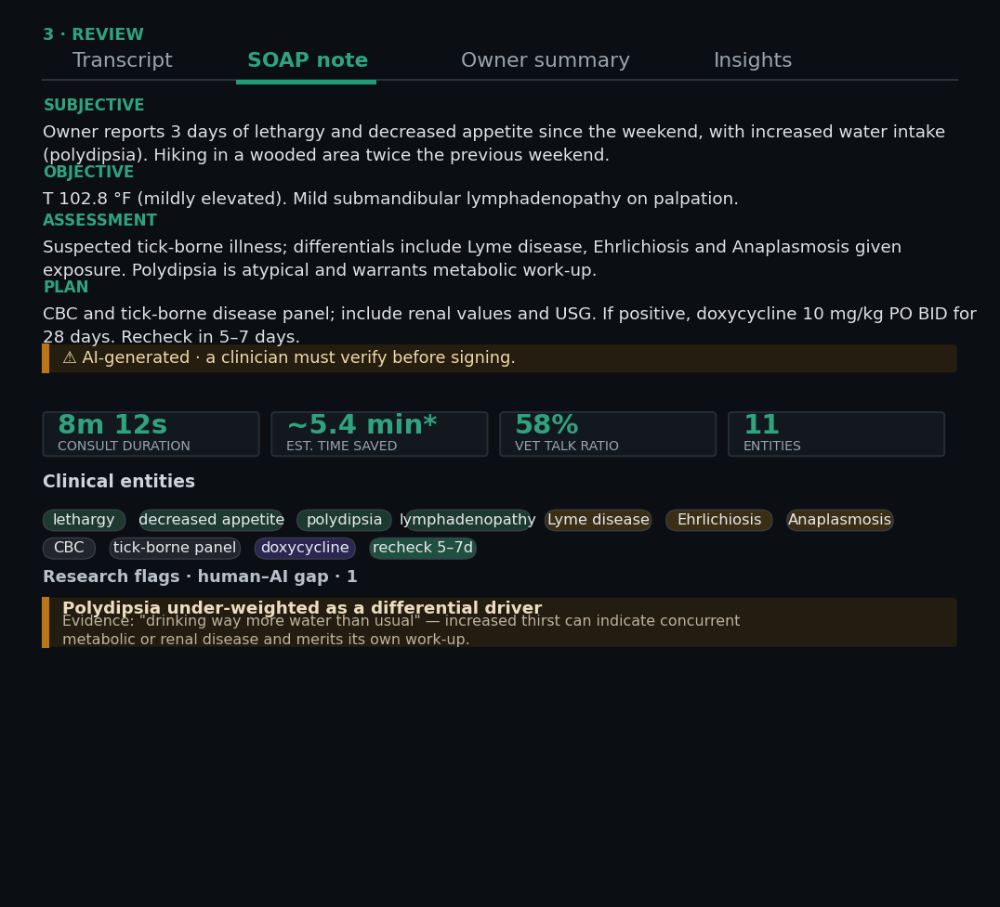 3 · REVIEW
Transcript SOAP note Owner summary Insights
SUBJECTIVE
Owner reports 3 days of lethargy and decreased appetite since the weekend, with increased water intake
(polydipsia). Hiking in a wooded area twice the previous weekend.
OBJECTIVE
T 102.8 °F (mildly elevated). Mild submandibular lymphadenopathy on palpation.
ASSESSMENT
Suspected tick-borne illness; differentials include Lyme disease, Ehrlichiosis and Anaplasmosis given
exposure. Polydipsia is atypical and warrants metabolic work-up.
PLAN
CBC and tick-borne disease panel; include renal values and USG. If positive, doxycycline 10 mg/kg PO BID for
28 days. Recheck in 5–7 days.
⚠ AI-generated · a clinician must verify before signing.
8m 12s ~5.4 min* 58% 11
CONSULT DURATION EST. TIME SAVED VET TALK RATIO ENTITIES
Clinical entities
lethargy decreased appetite polydipsia lymphadenopathy Lyme disease Ehrlichiosis Anaplasmosis
CBC tick-borne panel doxycycline recheck 5–7d
Research flags · human–AI gap · 1
Polydipsia under-weighted as a differential driver
Evidence: "drinking way more water than usual" — increased thirst can indicate concurrent
metabolic or renal disease and merits its own work-up.